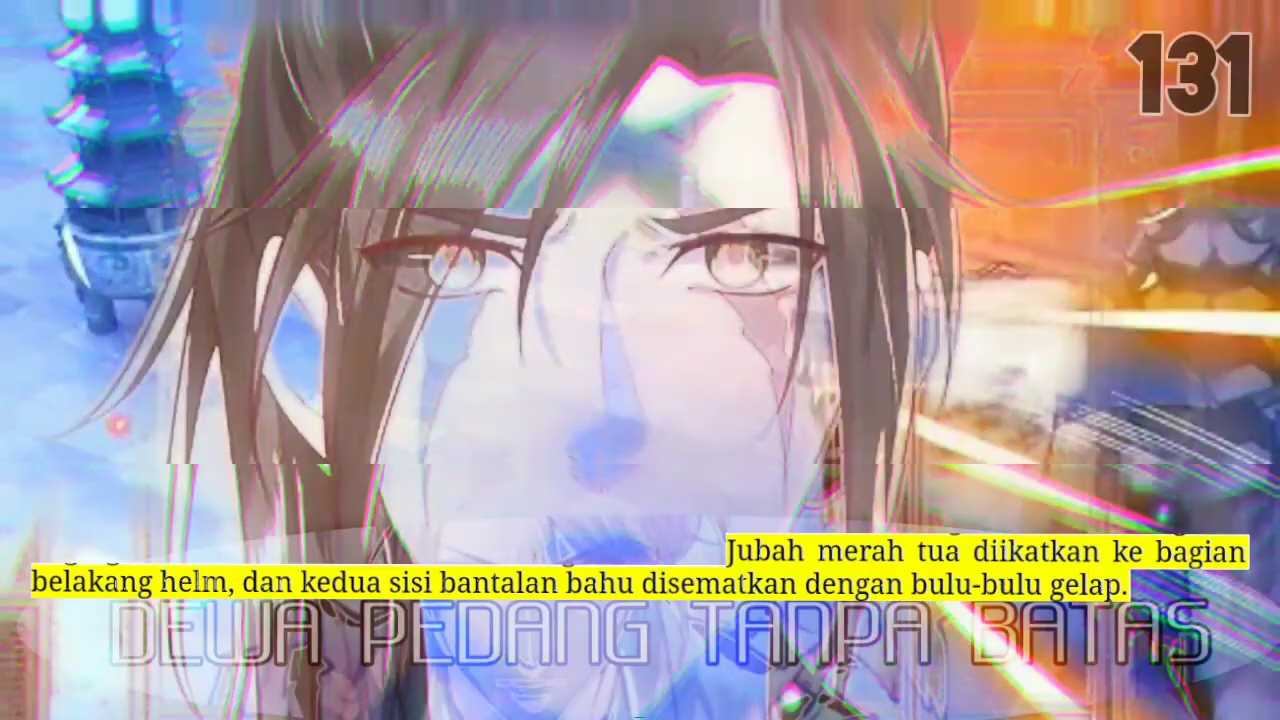 131
Jubah merah tua diikatkan ke bagian
belakang helm, dan kedua sisi bantalan bahu disematkan dengan bulu-bulu gelap.
DEWA PEDANG TANPA BATAS